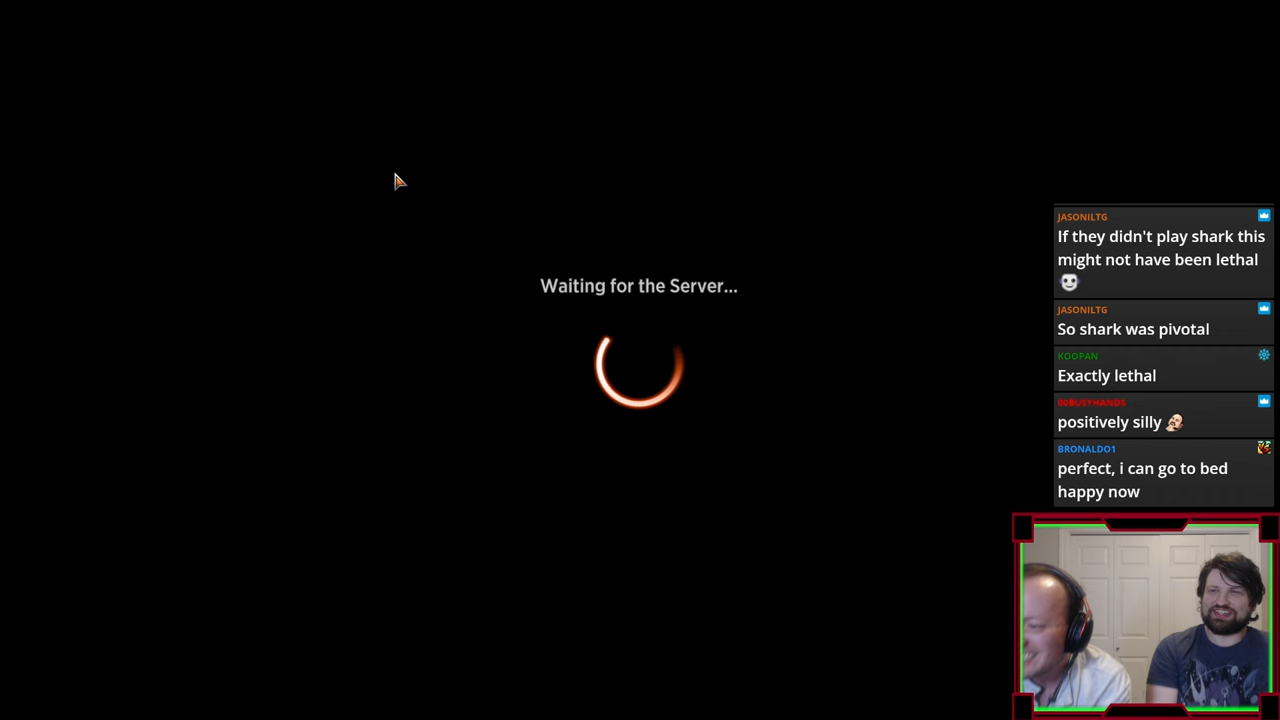 Waiting for the Server...
JASONILTG
If they didn't play shark this
might not have been lethal
JASONILTG
So shark was pivotal
KOOPAN
Exactly lethal
00BUSYHANDS
positively silly
BRONALDO1
perfect, i can go to bed
happy now